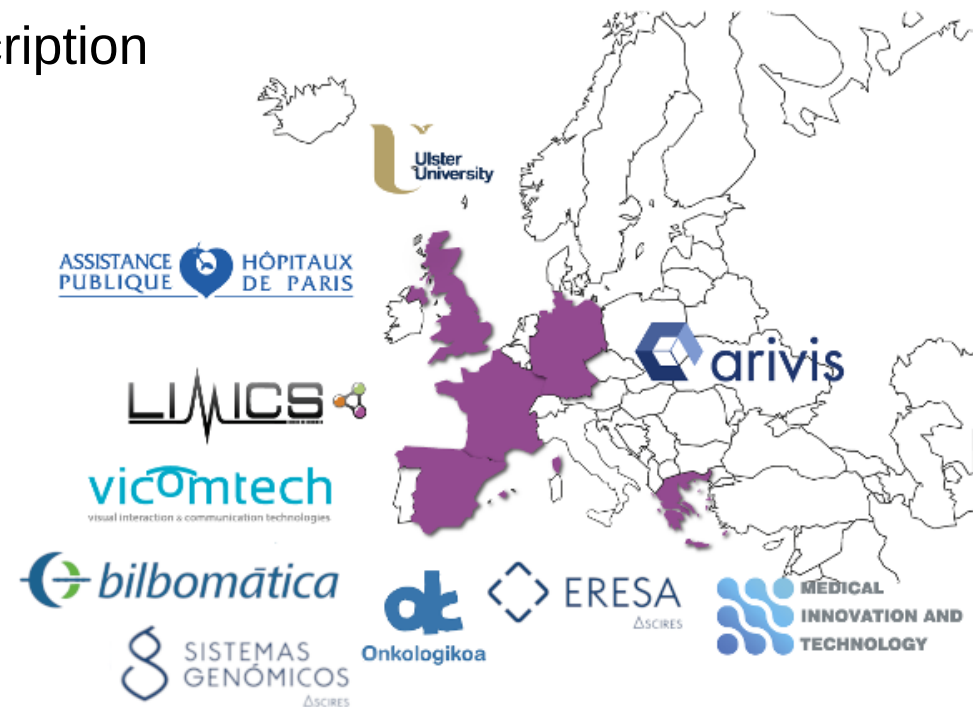 cription
Ulster
University
ASSISTANCE
PUBLIQUE
HÔPITAUX
DE PARIS
arivis
LIMICS
vicomtech
visual interaction & communication technologies
bilbomática
ok
Onkologikoa
ERESA
ASCIRES
MEDICAL
INNOVATION AND
TECHNOLOGY
SISTEMAS
GENÓMICOS
ASCIRES